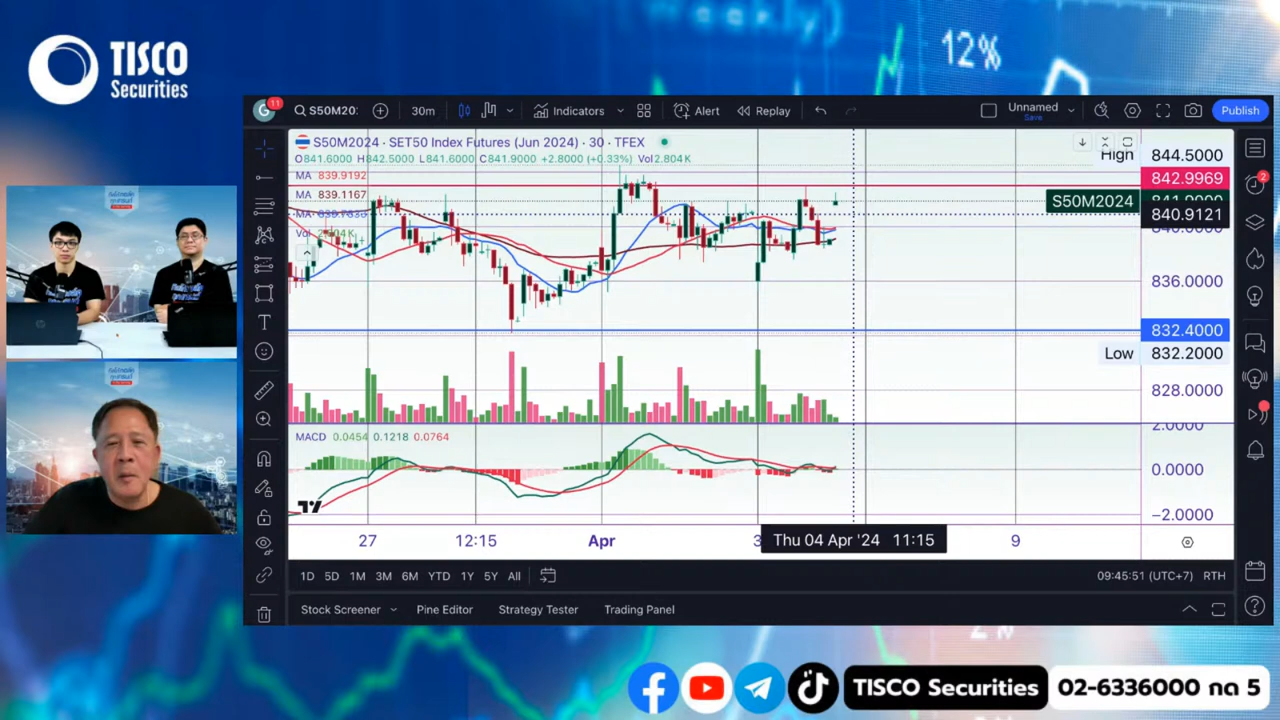 TISCO
Securities
12%
11
S50M20
30m
Indicators
Alert
Replay
Unnamed
Save
Publish
S50M2024 · SET50 Index Futures (Jun 2024) · 30 · TFEX
O841.6000 H842.5000 L841.6000 C841.9000
(+0.33%) Vol2.804K
MA 839.9192
MA 839.1167
MA
Vol
High 844.5000
842.9969
S50M2024
840.9121
836.0000
832.4000
Low 832.2000
828.0000
2.0000
MACD 0.0454 0.1218 0.0764
0.0000
−2.0000
27 12:15 Apr 3 Thu 04 Apr '24 11:15 9
1D 5D 1M 3M 6M YTD 1Y 5Y All
09:45:51 (UTC+7) RTH
Stock Screener Pine Editor Strategy Tester Trading Panel
2
TISCO Securities
02-6336000 กด 5